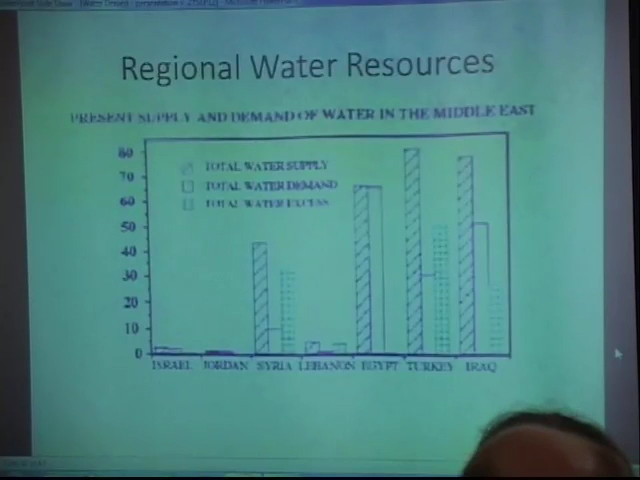 Regional Water Resources
PRESENT SUPPLY AND DEMAND OF WATER IN THE MIDDLE EAST
80
TOTAL WATER SUPPLY
70
TOTAL WATER DEMAND
60
TOTAL WATER EXCESS
50
40
30
20
10
0
ISRAEL JORDAN SYRIA LEBANON EGYPT TURKEY IRAQ